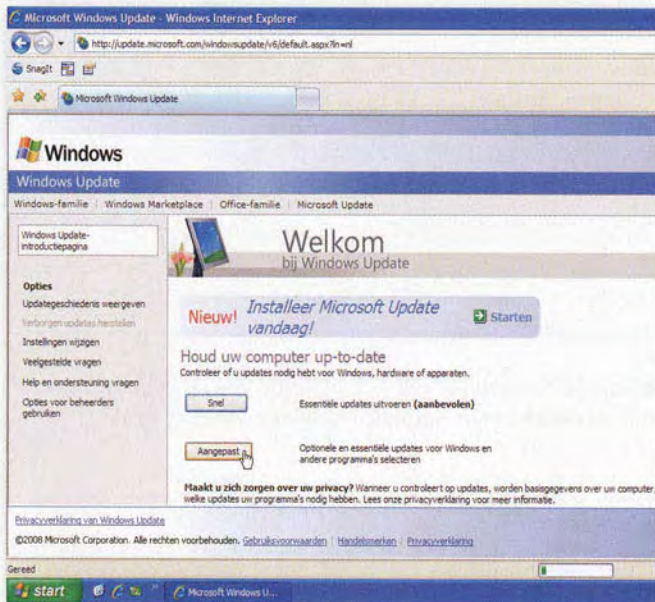 Microsoft Windows Update - Windows Internet Explorer
http://update.microsoft.com/windowsupdate/v6/default.aspx?ln=nl
SnagIt
Microsoft Windows Update
Windows
Windows Update
Windows-familie | Windows Marketplace | Office-familie | Microsoft Update
Windows Update-
introductiepagina
Opties
Updategeschiedenis weergeven
Verborgen updates herstellen
Instellingen wijzigen
Veelgestelde vragen
Help en ondersteuning vragen
Opties voor beheerders
gebruiken
Welkom
bij Windows Update
Nieuw! Installeer Microsoft Update
vandaag!
Starten
Houd uw computer up-to-date
Controleer of u updates nodig hebt voor Windows, hardware of apparaten.
Snel
Essentiële updates uitvoeren (aanbevolen)
Aangepast
Optionele en essentiële updates voor Windows en
andere programma's selecteren
Maakt u zich zorgen over uw privacy? Wanneer u controleert op updates, worden basisgegevens over uw computer
welke updates uw programma's nodig hebben. Lees onze privacyverklaring voor meer informatie.
Privacyverklaring van Windows Update
©2008 Microsoft Corporation. Alle rechten voorbehouden. Gebruiksvoorwaarden | Handelsmerken | Privacyverklaring
Gereed
start
Microsoft Windows U...